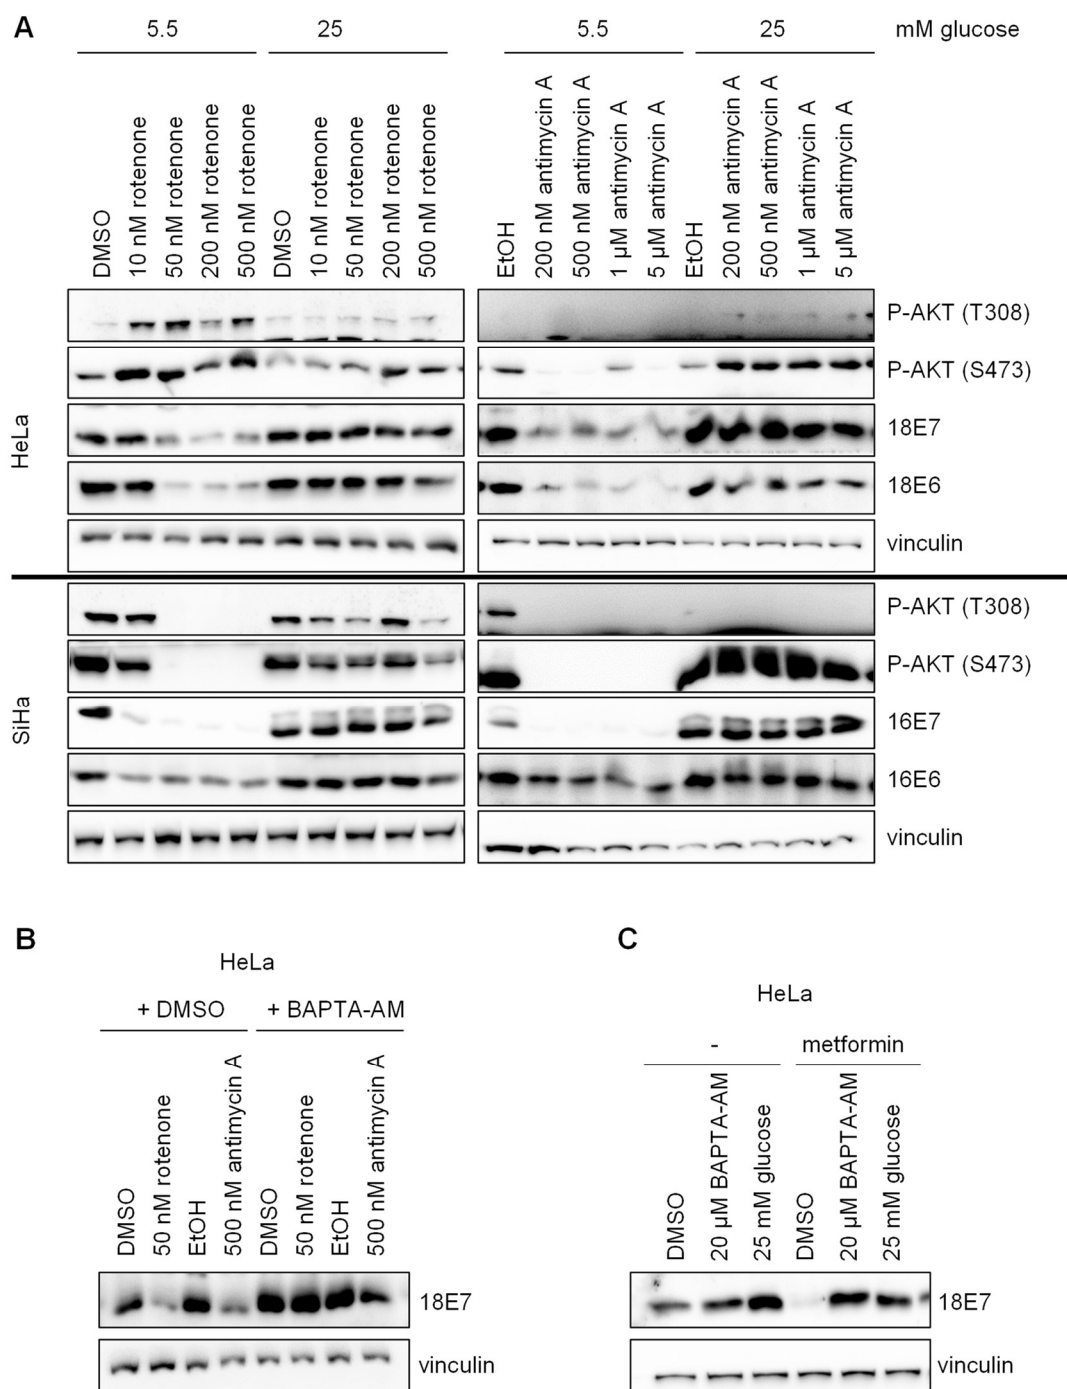 A
5.5
25
5.5
25
mM glucose
DMSO
10 nM rotenone
50 nM rotenone
200 nM rotenone
500 nM rotenone
DMSO
10 nM rotenone
50 nM rotenone
200 nM rotenone
500 nM rotenone
EtOH
200 nM antimycin A
500 nM antimycin A
1 µM antimycin A
5 µM antimycin A
EtOH
200 nM antimycin A
500 nM antimycin A
1 µM antimycin A
5 µM antimycin A
HeLa
P-AKT (T308)
P-AKT (S473)
18E7
18E6
vinculin
SiHa
P-AKT (T308)
P-AKT (S473)
16E7
16E6
vinculin
B
HeLa
+ DMSO
+ BAPTA-AM
DMSO
50 nM rotenone
EtOH
500 nM antimycin A
DMSO
50 nM rotenone
EtOH
500 nM antimycin A
18E7
vinculin
C
HeLa
-
metformin
DMSO
20 µM BAPTA-AM
25 mM glucose
DMSO
20 µM BAPTA-AM
25 mM glucose
18E7
vinculin